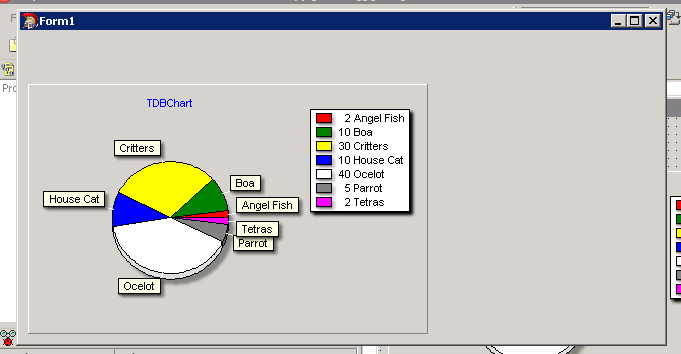 Form1
TDBChart
2 Angel Fish
10 Boa
30 Critters
10 House Cat
40 Ocelot
5 Parrot
2 Tetras
Critters
Boa
House Cat
Angel Fish
Tetras
Parrot
Ocelot